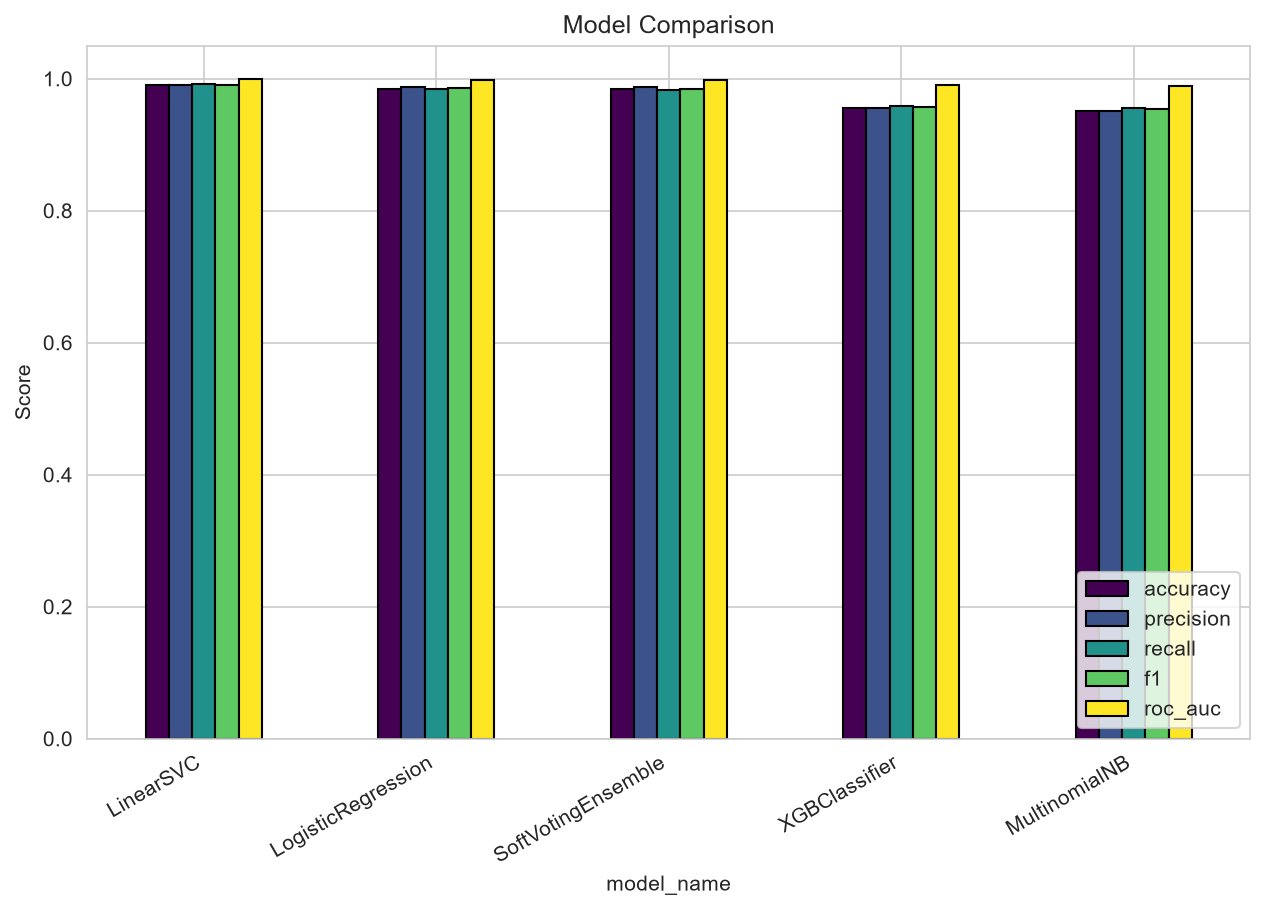 Model Comparison
1.0
0.8
0.6
0.4
0.2
0.0
Score
accuracy
precision
recall
f1
roc_auc
LinearSVC
LogisticRegression
SoftVotingEnsemble
XGBClassifier
MultinomialNB
model_name